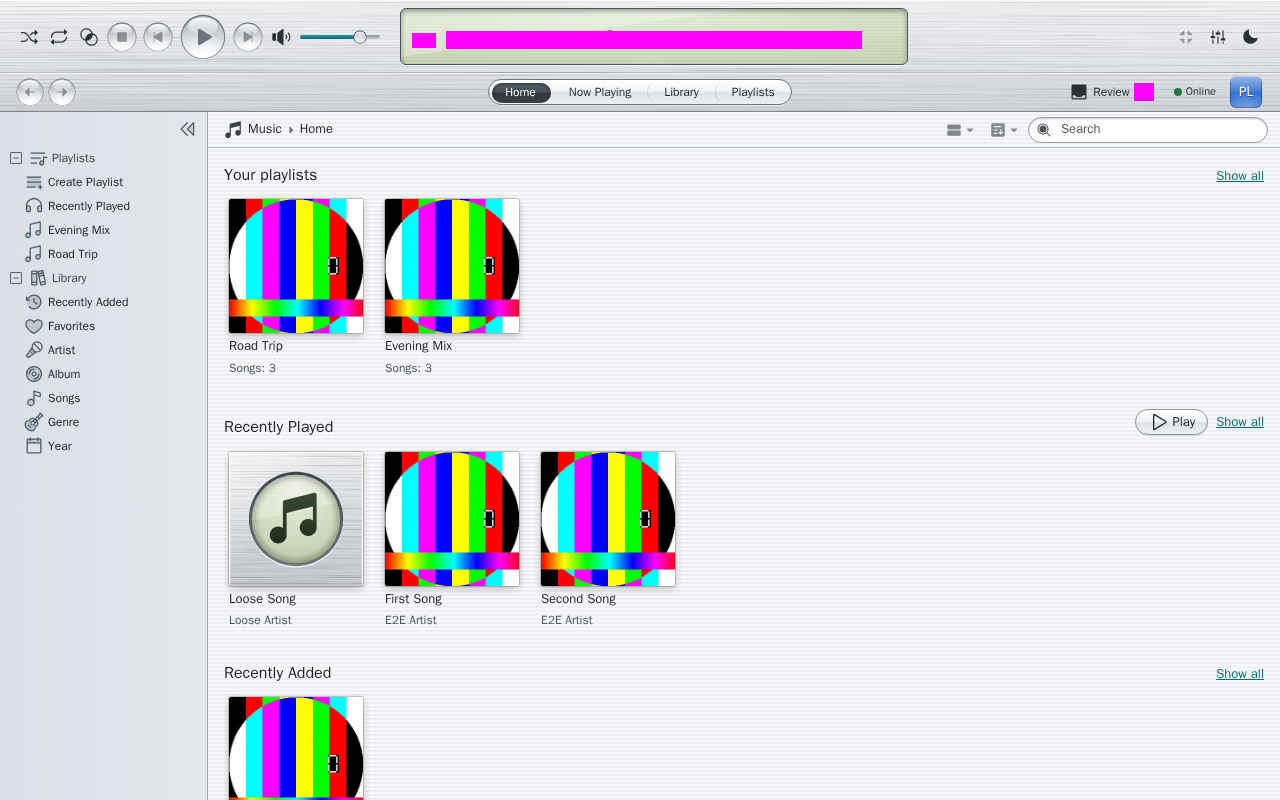 Home
Now Playing
Library
Playlists
Review
Online
PL
Music
Home
Search
Playlists
Create Playlist
Recently Played
Evening Mix
Road Trip
Library
Recently Added
Favorites
Artist
Album
Songs
Genre
Year
Your playlists
Show all
Road Trip
Evening Mix
Songs: 3
Songs: 3
Recently Played
Play
Show all
Loose Song
First Song
Second Song
Loose Artist
E2E Artist
E2E Artist
Recently Added
Show all